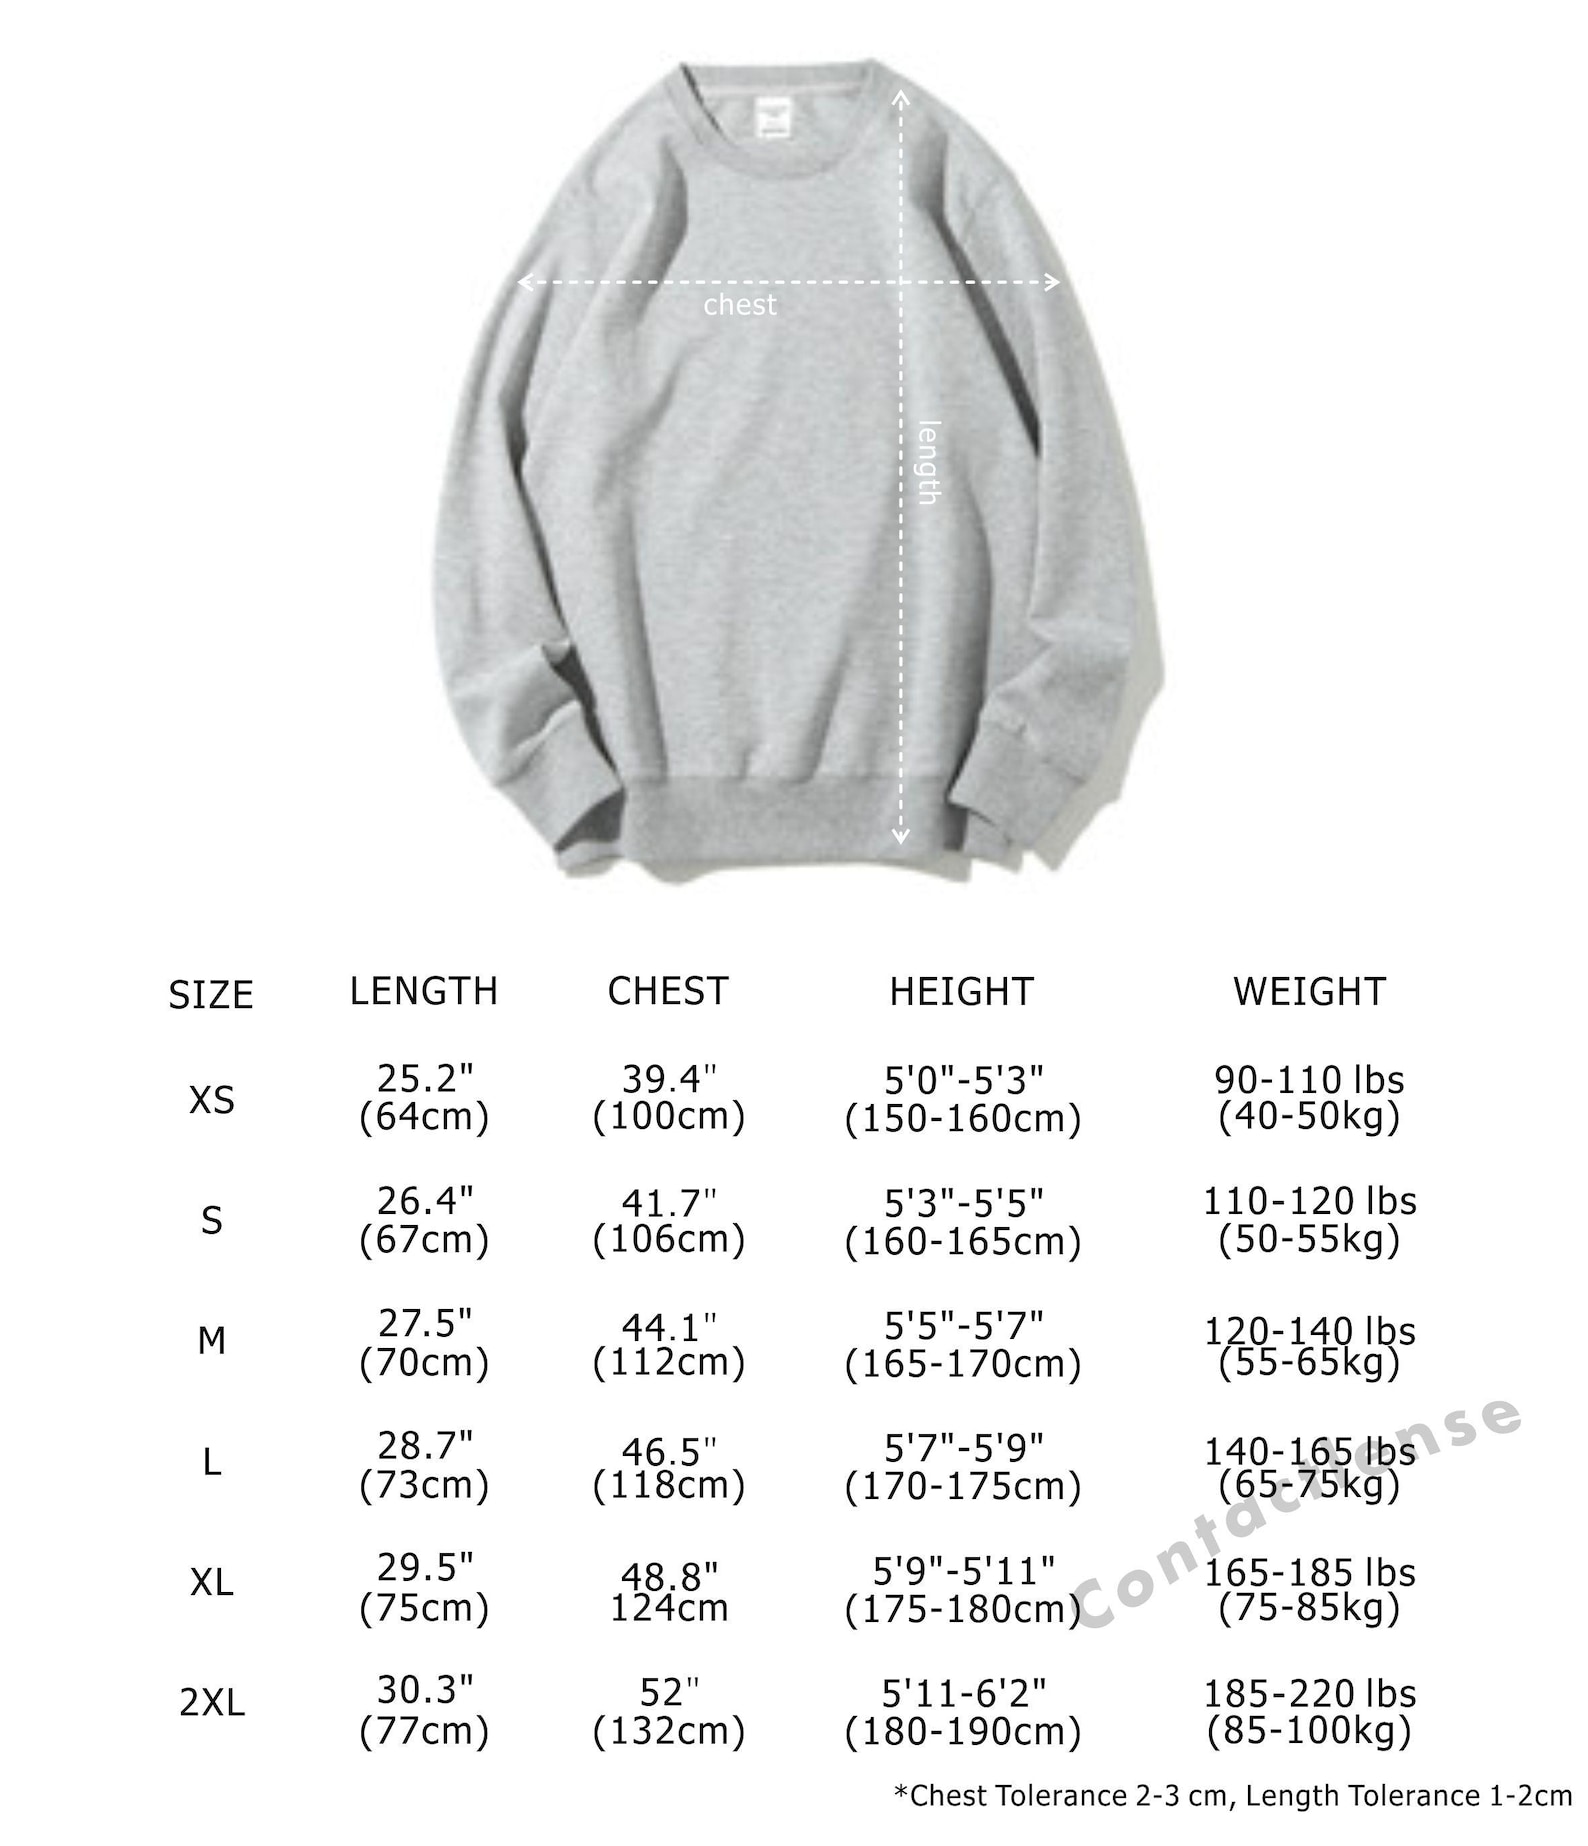 chest
length
SIZE LENGTH CHEST HEIGHT WEIGHT
XS 25.2" 39.4" 5'0"-5'3" 90-110 lbs
(64cm) (100cm) (150-160cm) (40-50kg)
S 26.4" 41.7" 5'3"-5'5" 110-120 lbs
(67cm) (106cm) (160-165cm) (50-55kg)
M 27.5" 44.1" 5'5"-5'7" 120-140 lbs
(70cm) (112cm) (165-170cm) (55-65kg)
L 28.7" 46.5" 5'7"-5'9" 140-165 lbs
(73cm) (118cm) (170-175cm) (65-75kg)
XL 29.5" 48.8" 5'9"-5'11" 165-185 lbs
(75cm) 124cm (175-180cm) (75-85kg)
2XL 30.3" 52" 5'11-6'2" 185-220 lbs
(77cm) (132cm) (180-190cm) (85-100kg)
Contactlense
*Chest Tolerance 2-3 cm, Length Tolerance 1-2cm